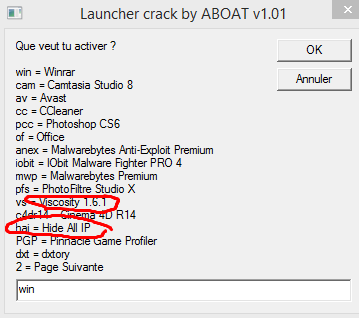 Launcher crack by ABOAT v1.01
Que veut tu activer ?
OK
Annuler
win = Winrar
cam = Camtasia Studio 8
av = Avast
cc = CCleaner
pcc = Photoshop CS6
of = Office
anex = Malwarebytes Anti-Exploit Premium
iobit = IObit Malware Fighter PRO 4
mwp = Malwarebytes Premium
pfs = PhotoFiltre Studio X
vs = Viscosity 1.6.1
c4dr14 = Cinema 4D R14
hai = Hide All IP
PGP = Pinnacle Game Profiler
dxt = dxtory
2 = Page Suivante
win